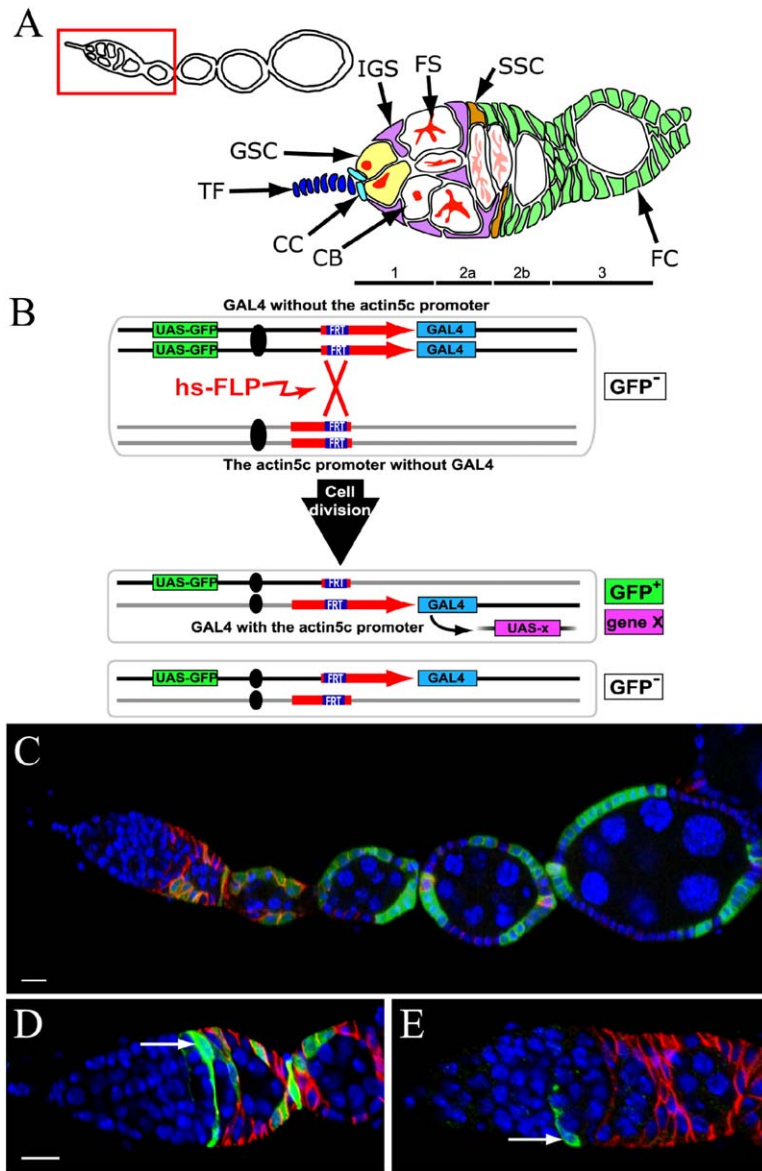 A
IGS
FS
SSC
GSC
TF
CC
CB
FC
1 2a 2b 3
B
GAL4 without the actin5c promoter
UAS-GFP FRT GAL4
UAS-GFP FRT GAL4
hs-FLP
GFP-
FRT
FRT
The actin5c promoter without GAL4
Cell
division
UAS-GFP FRT
GFP+
FRT GAL4
GAL4 with the actin5c promoter
UAS-x
gene X
UAS-GFP FRT GAL4
GFP-
FRT
C
D
E